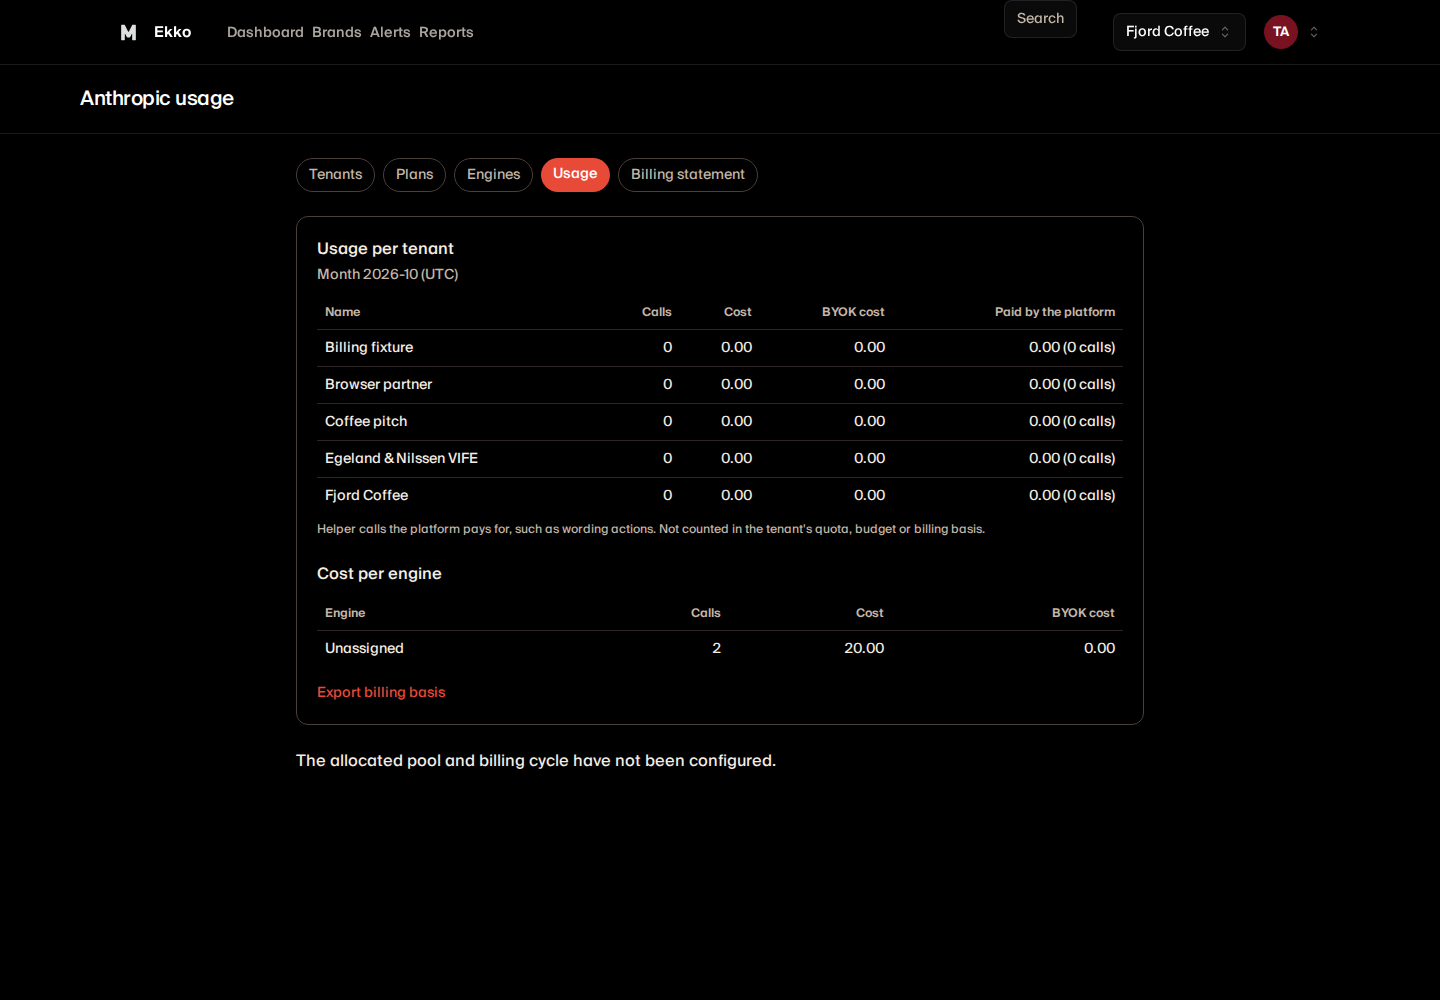 Ekko Dashboard Brands Alerts Reports Search Fjord Coffee TA
Anthropic usage
Tenants Plans Engines Usage Billing statement
Usage per tenant
Month 2026-10 (UTC)
Name Calls Cost BYOK cost Paid by the platform
Billing fixture 0 0.00 0.00 0.00 (0 calls)
Browser partner 0 0.00 0.00 0.00 (0 calls)
Coffee pitch 0 0.00 0.00 0.00 (0 calls)
Egeland & Nilssen VIFE 0 0.00 0.00 0.00 (0 calls)
Fjord Coffee 0 0.00 0.00 0.00 (0 calls)
Helper calls the platform pays for, such as wording actions. Not counted in the tenant's quota, budget or billing basis.
Cost per engine
Engine Calls Cost BYOK cost
Unassigned 2 20.00 0.00
Export billing basis
The allocated pool and billing cycle have not been configured.